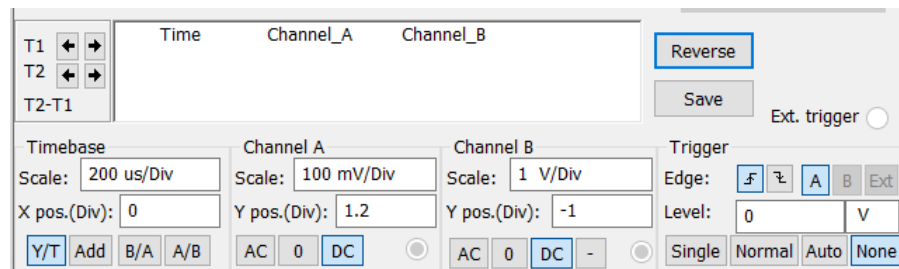 Time Channel_A Channel_B
T1
T2
T2-T1
Reverse
Save
Ext. trigger
Timebase
Scale: 200 us/Div
X pos.(Div): 0
Y/T Add B/A A/B
Channel A
Scale: 100 mV/Div
Y pos.(Div): 1.2
AC 0 DC
Channel B
Scale: 1 V/Div
Y pos.(Div): -1
AC 0 DC -
Trigger
Edge: A B Ext
Level: 0 V
Single Normal Auto None